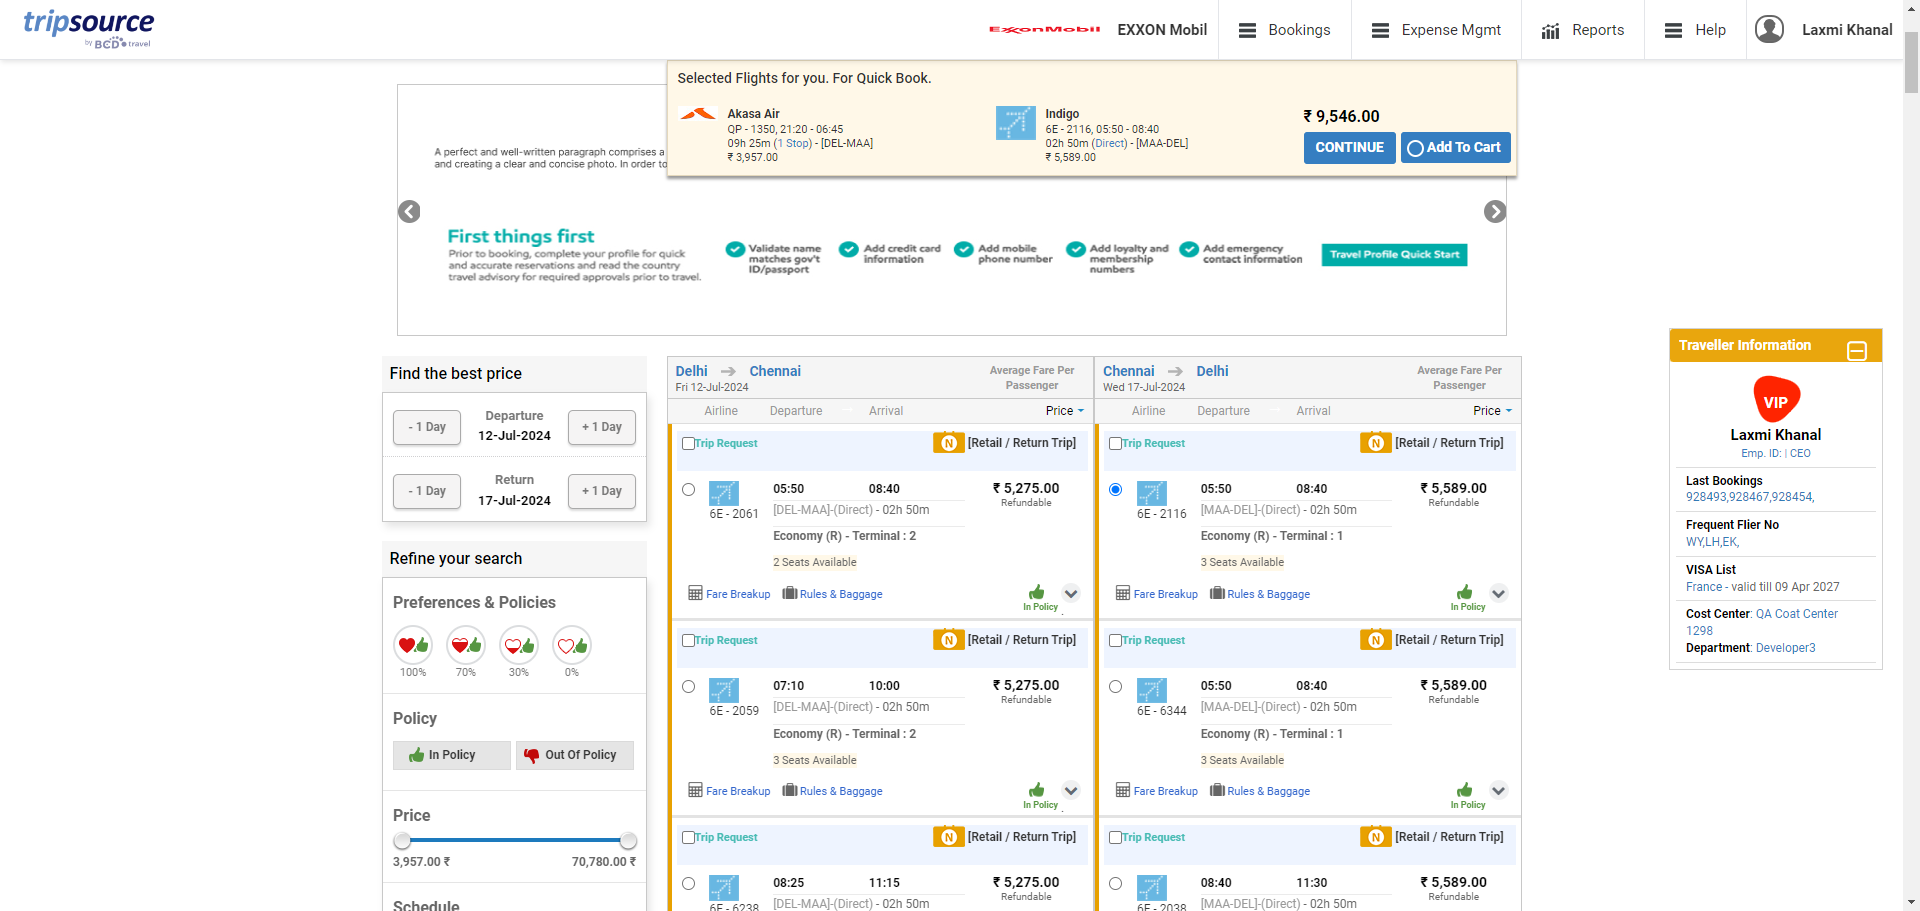 tripsource
by BCD travel
ExxonMobil
EXXON Mobil
Bookings
Expense Mgmt
Reports
Help
Laxmi Khanal
Selected Flights for you. For Quick Book.
Akasa Air
QP - 1350, 21:20 - 06:45
09h 25m (1 Stop) - [DEL-MAA]
₹ 3,957.00
Indigo
6E - 2116, 05:50 - 08:40
02h 50m (Direct) - [MAA-DEL]
₹ 5,589.00
₹ 9,546.00
CONTINUE
Add To Cart
A perfect and well-written paragraph comprises a
and creating a clear and concise photo. In order to
First things first
Prior to booking, complete your profile for quick
and accurate reservations and read the country
travel advisory for required approvals prior to travel.
Validate name
matches gov't
ID/passport
Add credit card
information
Add mobile
phone number
Add loyalty and
membership
numbers
Add emergency
contact information
Travel Profile Quick Start
Find the best price
- 1 Day
Departure
12-Jul-2024
+ 1 Day
- 1 Day
Return
17-Jul-2024
+ 1 Day
Refine your search
Preferences & Policies
100%
70%
30%
0%
Policy
In Policy
Out Of Policy
Price
3,957.00 ₹
70,780.00 ₹
Schedule
Delhi
Chennai
Fri 12-Jul-2024
Average Fare Per
Passenger
Airline
Departure
Arrival
Price
Trip Request
N
[Retail / Return Trip]
05:50
08:40
₹ 5,275.00
Refundable
6E - 2061
[DEL-MAA]-(Direct) - 02h 50m
Economy (R) - Terminal : 2
2 Seats Available
Fare Breakup
Rules & Baggage
In Policy
Trip Request
N
[Retail / Return Trip]
07:10
10:00
₹ 5,275.00
Refundable
6E - 2059
[DEL-MAA]-(Direct) - 02h 50m
Economy (R) - Terminal : 2
3 Seats Available
Fare Breakup
Rules & Baggage
In Policy
Trip Request
N
[Retail / Return Trip]
08:25
11:15
₹ 5,275.00
Refundable
6E - 6238
[DEL-MAA]-(Direct) - 02h 50m
Chennai
Delhi
Wed 17-Jul-2024
Average Fare Per
Passenger
Airline
Departure
Arrival
Price
Trip Request
N
[Retail / Return Trip]
05:50
08:40
₹ 5,589.00
Refundable
6E - 2116
[MAA-DEL]-(Direct) - 02h 50m
Economy (R) - Terminal : 1
3 Seats Available
Fare Breakup
Rules & Baggage
In Policy
Trip Request
N
[Retail / Return Trip]
05:50
08:40
₹ 5,589.00
Refundable
6E - 6344
[MAA-DEL]-(Direct) - 02h 50m
Economy (R) - Terminal : 1
3 Seats Available
Fare Breakup
Rules & Baggage
In Policy
Trip Request
N
[Retail / Return Trip]
08:40
11:30
₹ 5,589.00
Refundable
6E - 2038
[MAA-DEL]-(Direct) - 02h 50m
Traveller Information
VIP
Laxmi Khanal
Emp. ID: | CEO
Last Bookings
928493,928467,928454,
Frequent Flier No
WY,LH,EK,
VISA List
France - valid till 09 Apr 2027
Cost Center: QA Coat Center
1298
Department: Developer3